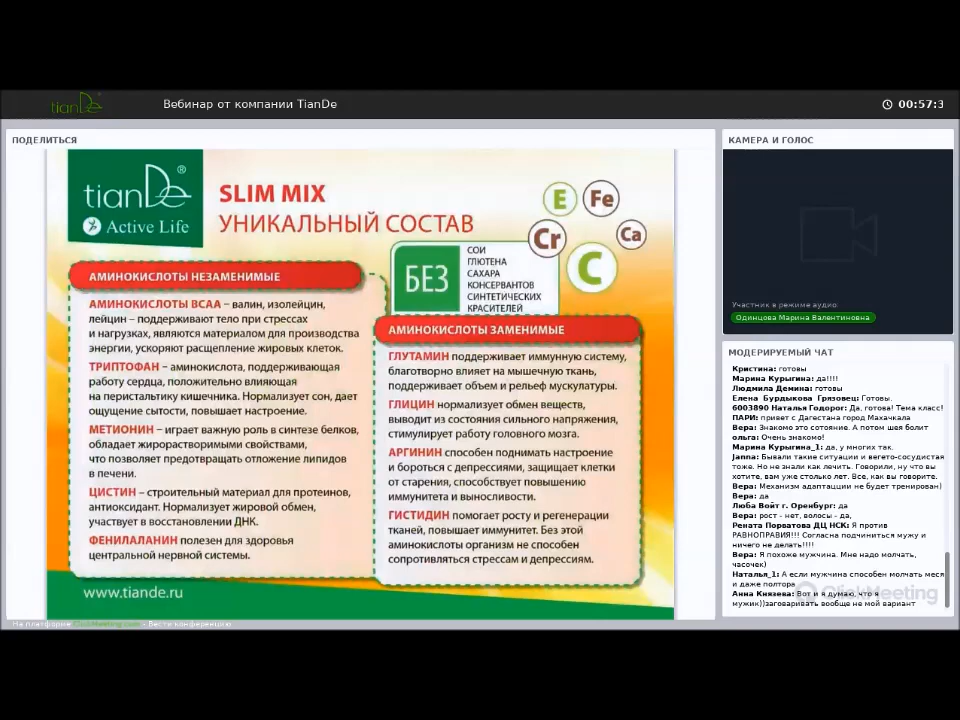 tianDe
Вебинар от компании TianDe
00:57:3
ПОДЕЛИТЬСЯ
tianDe®
Active Life
SLIM MIX
УНИКАЛЬНЫЙ СОСТАВ
E
Fe
Cr
Ca
C
БЕЗ
СОИ
ГЛЮТЕНА
САХАРА
КОНСЕРВАНТОВ
СИНТЕТИЧЕСКИХ
КРАСИТЕЛЕЙ
АМИНОКИСЛОТЫ НЕЗАМЕНИМЫЕ
АМИНОКИСЛОТЫ BCAA – валин, изолейцин,
лейцин – поддерживают тело при стрессах
и нагрузках, являются материалом для производства
энергии, ускоряют расщепление жировых клеток.
ТРИПТОФАН – аминокислота, поддерживающая
работу сердца, положительно влияющая
на перистальтику кишечника. Нормализует сон, дает
ощущение сытости, повышает настроение.
МЕТИОНИН – играет важную роль в синтезе белков,
обладает жирорастворимыми свойствами,
что позволяет предотвращать отложение липидов
в печени.
ЦИСТИН – строительный материал для протеинов,
антиоксидант. Нормализует жировой обмен,
участвует в восстановлении ДНК.
ФЕНИЛАЛАНИН полезен для здоровья
центральной нервной системы.
АМИНОКИСЛОТЫ ЗАМЕНИМЫЕ
ГЛУТАМИН поддерживает иммунную систему,
благотворно влияет на мышечную ткань,
поддерживает объем и рельеф мускулатуры.
ГЛИЦИН нормализует обмен веществ,
выводит из состояния сильного напряжения,
стимулирует работу головного мозга.
АРГИНИН способен поднимать настроение
и бороться с депрессиями, защищает клетки
от старения, способствует повышению
иммунитета и выносливости.
ГИСТИДИН помогает росту и регенерации
тканей, повышает иммунитет. Без этой
аминокислоты организм не способен
сопротивляться стрессам и депрессиям.
www.tiande.ru
На платформе ClickMeeting.com - Вести конференцию
КАМЕРА И ГОЛОС
Участник в режиме аудио:
Одинцова Марина Валентиновна
МОДЕРИРУЕМЫЙ ЧАТ
Кристина: готовы
Марина Курыгина: да!!!!
Людмила Демина: готовы
Елена Бурдыкова Грязовец: Готовы.
6003890 Наталья Годорог: Да, готова! Тема класс!
ПАРИ: привет с Дагестана город Махачкала
Вера: Знакомо это сотояние. А потом шея болит
ольга: Очень знакомо!
Марина Курыгина_1: да, у многих так.
Janna: Бывали такие ситуации и вегето-сосудистая
тоже. Но не знали как лечить. Говорили, ну что вы
хотите, вам уже столько лет. Все, как вы говорите.
Вера: Механизм адаптации не будет тренирован)
Вера: да
Люба Войт г. Оренбург: да
Вера: рост - нет, волосы - да,
Рената Порватова ДЦ НСК: Я против
РАВНОПРАВИЯ!!! Согласна подчиниться мужу и
ничего не делать!!!!
Вера: Я похоже мужчина. Мне надо молчать,
часочек)
Наталья_1: А если мужчина способен молчать меся
и даже полтора
Анна Князева: Вот и я думаю, что я
мужик))заговаривать вообще не мой вариант
ClickMeeting